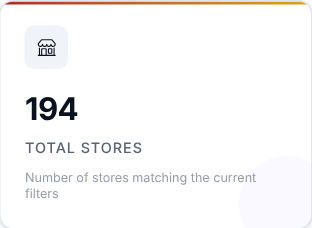 194
TOTAL STORES
Number of stores matching the current
filters